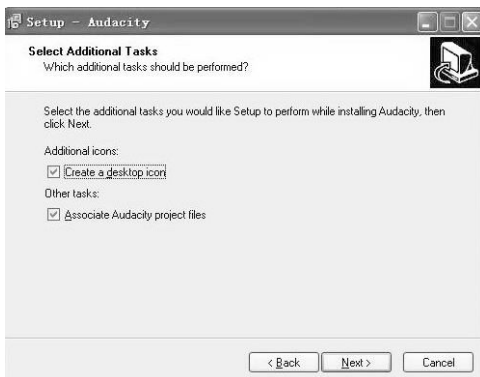 Setup - Audacity
Select Additional Tasks
Which additional tasks should be performed?
Select the additional tasks you would like Setup to perform while installing Audacity, then
click Next.
Additional icons:
Create a desktop icon
Other tasks:
Associate Audacity project files
< Back Next > Cancel